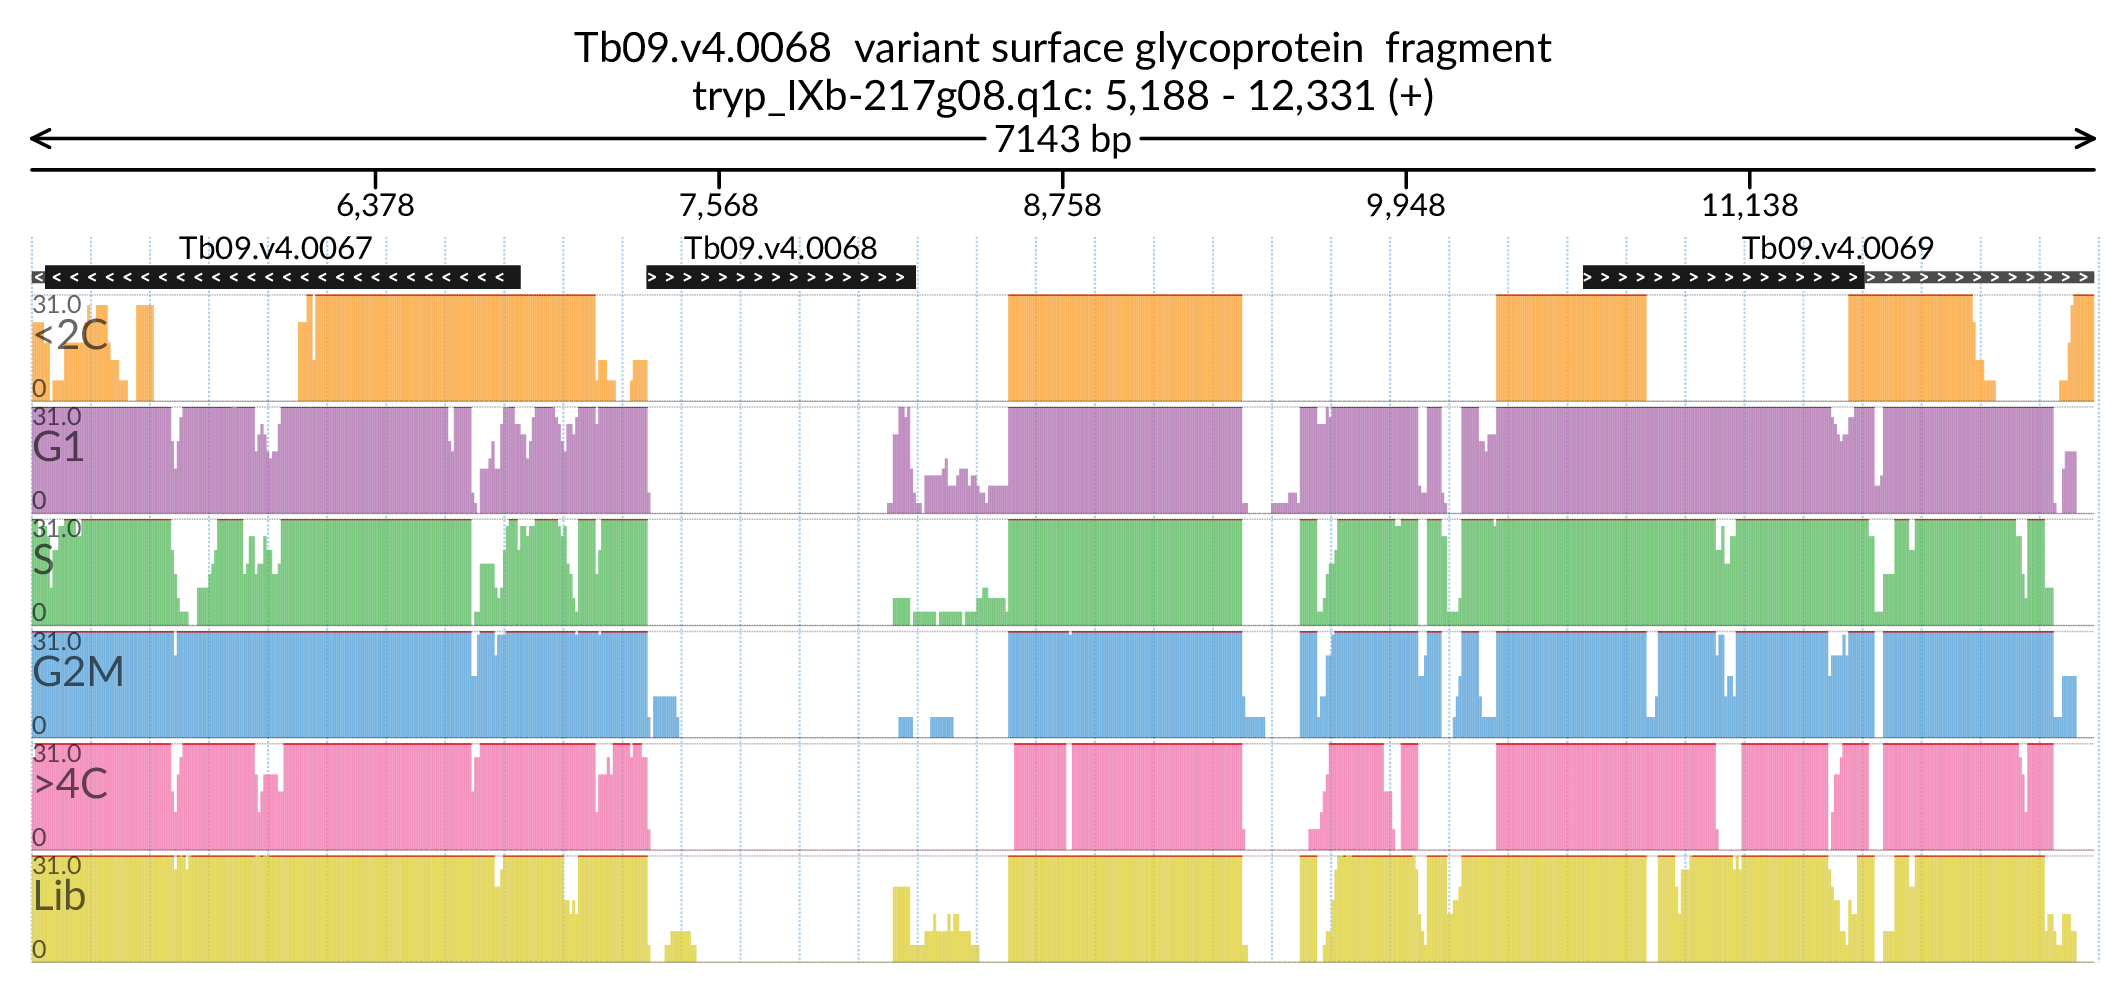 Tb09.v4.0068 variant surface glycoprotein fragment
tryp_IXb-217g08.q1c: 5,188 - 12,331 (+)
7143 bp
6,378 7,568 8,758 9,948 11,138
Tb09.v4.0067 Tb09.v4.0068 Tb09.v4.0069
31.0
<2C
0
31.0
G1
0
31.0
S
0
31.0
G2M
0
31.0
>4C
0
31.0
Lib
0